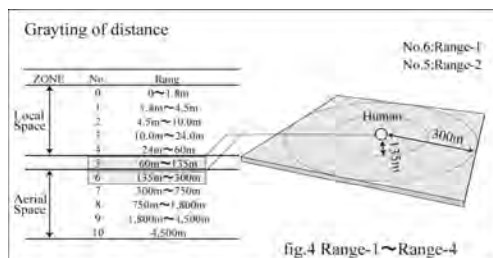 Grayting of distance
No.6:Range-1
No.5:Range-2
ZONE No. Rang
Local Space
0 0～1.8m
1 1.8m～4.5m
2 4.5m～10.0m
3 10.0m～24.0m
4 24m～60m
5 60m～135m
Aerial Space
6 135m～300m
7 300m～750m
8 750m～1,800m
9 1,800m～4,500m
10 4,500m
Human
300m
135m
fig.4 Range-1～Range-4